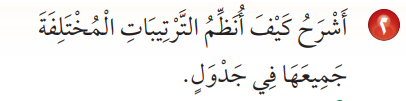 ٢ أَشْرَحُ كَيْفَ أُنَظِّمُ التَّرْتِيبَاتِ الْمُخْتَلِفَةَ
جَمِيعَهَا فِي جَدْوَلٍ.